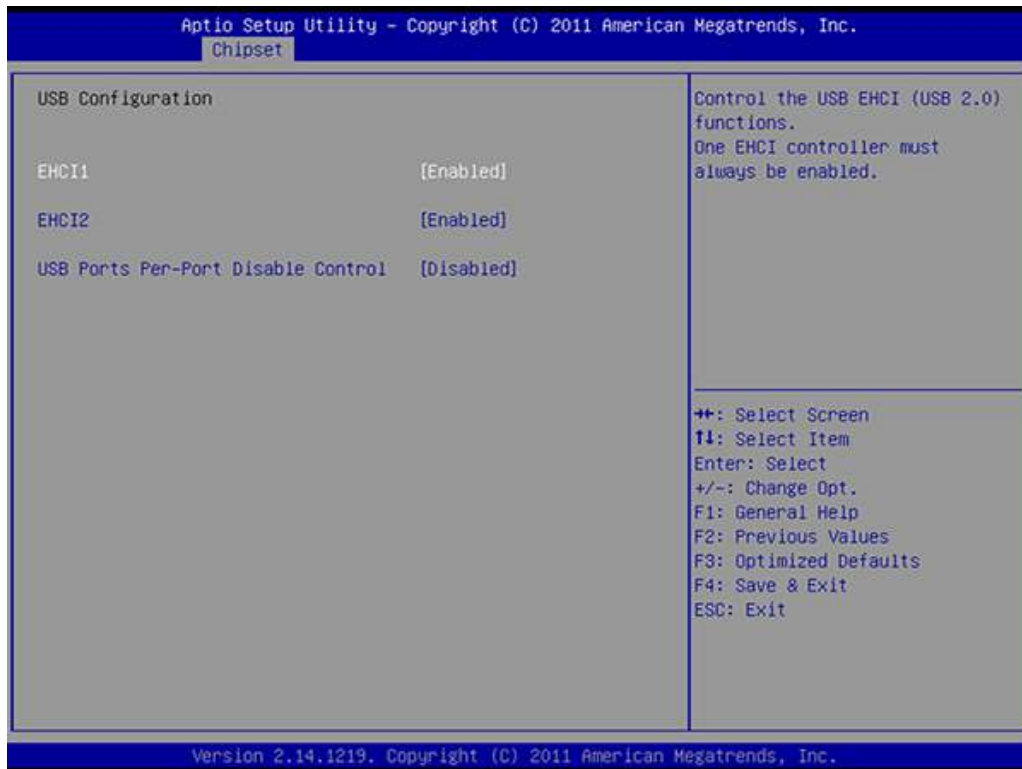 Aptio Setup Utility – Copyright (C) 2011 American Megatrends, Inc.
Chipset
USB Configuration
EHCI1 [Enabled]
EHCI2 [Enabled]
USB Ports Per-Port Disable Control [Disabled]
Control the USB EHCI (USB 2.0)
functions.
One EHCI controller must
always be enabled.
→←: Select Screen
↑↓: Select Item
Enter: Select
+/-: Change Opt.
F1: General Help
F2: Previous Values
F3: Optimized Defaults
F4: Save & Exit
ESC: Exit
Version 2.14.1219. Copyright (C) 2011 American Megatrends, Inc.